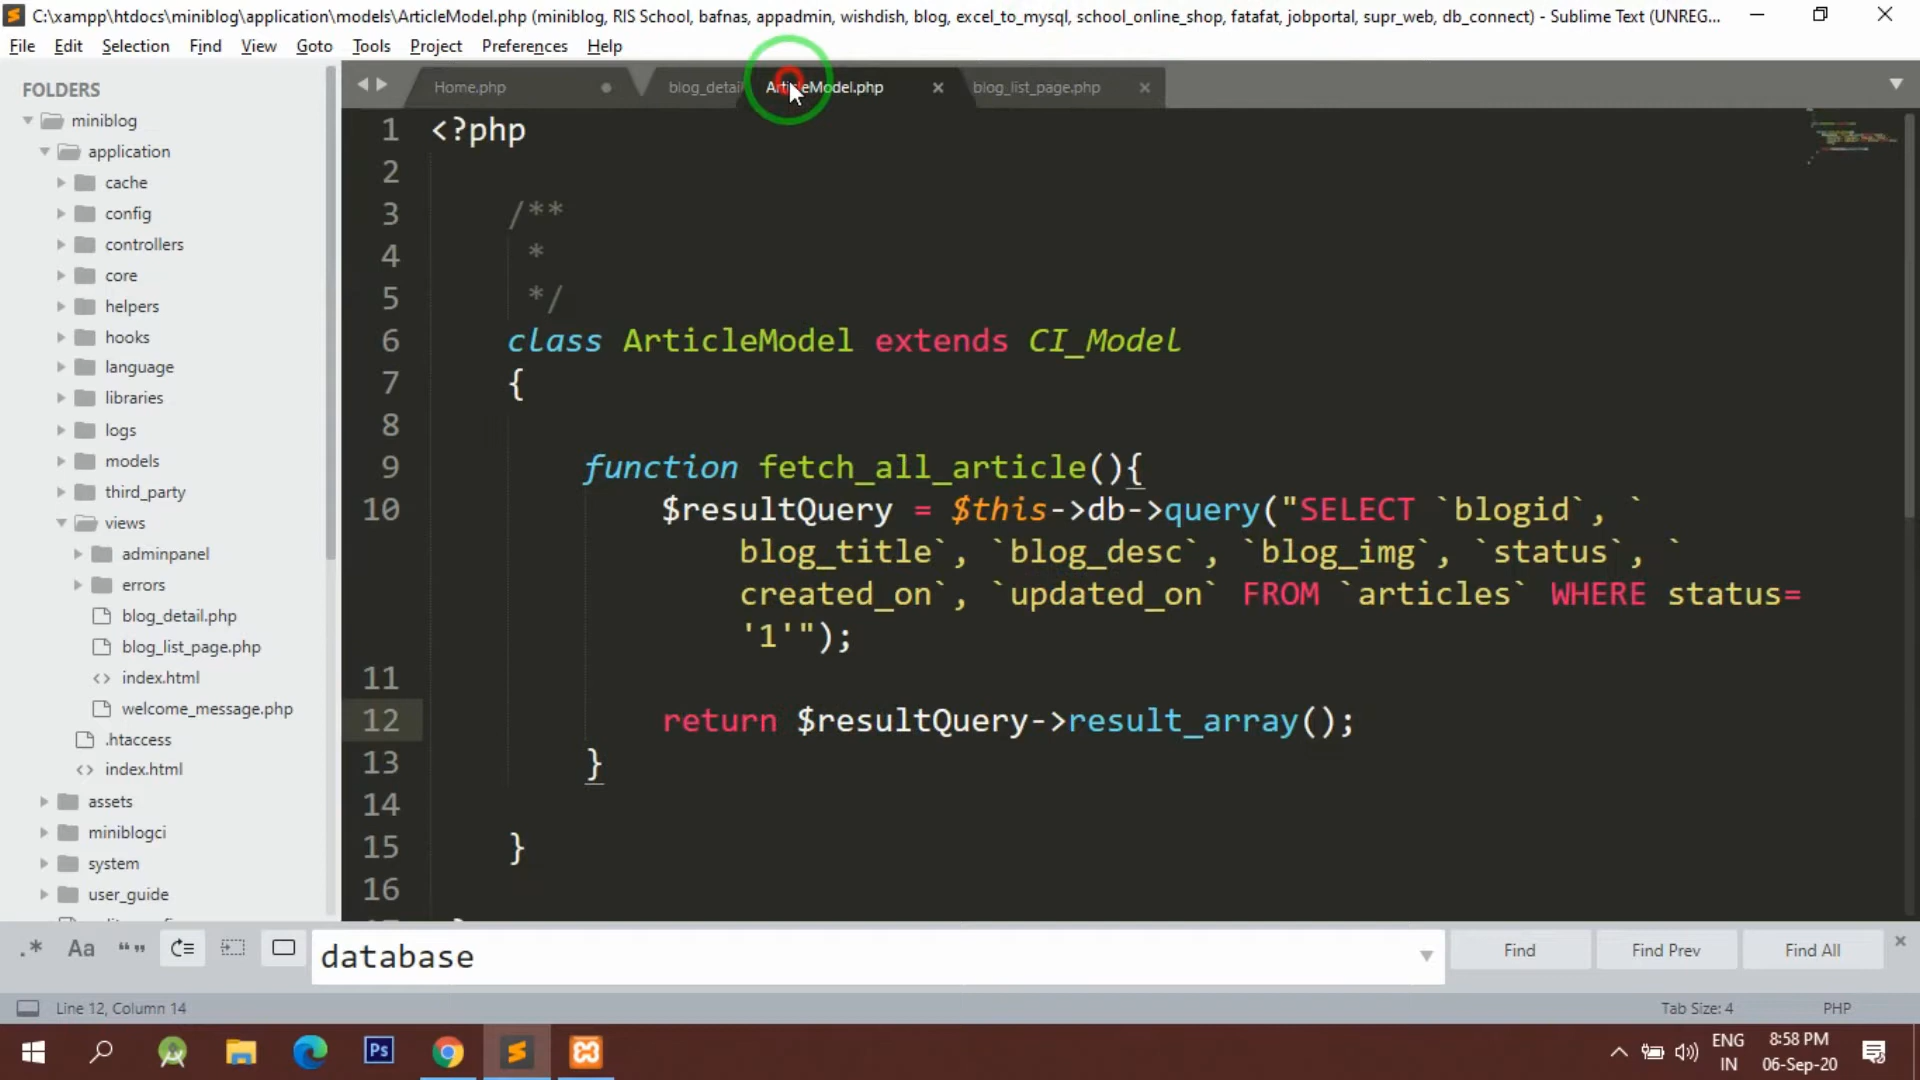 C:\xampp\htdocs\miniblog\application\models\ArticleModel.php (miniblog, RIS School, bafnas, appadmin, wishdish, blog, excel_to_mysql, school_online_shop, fatafat, jobportal, supr_web, db_connect) - Sublime Text (UNREG...
File Edit Selection Find View Goto Tools Project Preferences Help
Home.php blog_detail ArticleModel.php blog_list_page.php
FOLDERS
miniblog
application
cache
config
controllers
core
helpers
hooks
language
libraries
logs
models
third_party
views
adminpanel
errors
blog_detail.php
blog_list_page.php
index.html
welcome_message.php
.htaccess
index.html
assets
miniblogci
system
user_guide
1 <?php
2
3 /**
4 *
5 */
6 class ArticleModel extends CI_Model
7 {
8
9 function fetch_all_article(){
10 $resultQuery = $this->db->query("SELECT `blogid`, `
blog_title`, `blog_desc`, `blog_img`, `status`, `
created_on`, `updated_on` FROM `articles` WHERE status=
'1'");
11
12 return $resultQuery->result_array();
13 }
14
15 }
16
.* Aa “” database Find Find Prev Find All
Line 12, Column 14 Tab Size: 4 PHP
Ps
ENG
IN
8:58 PM
06-Sep-20